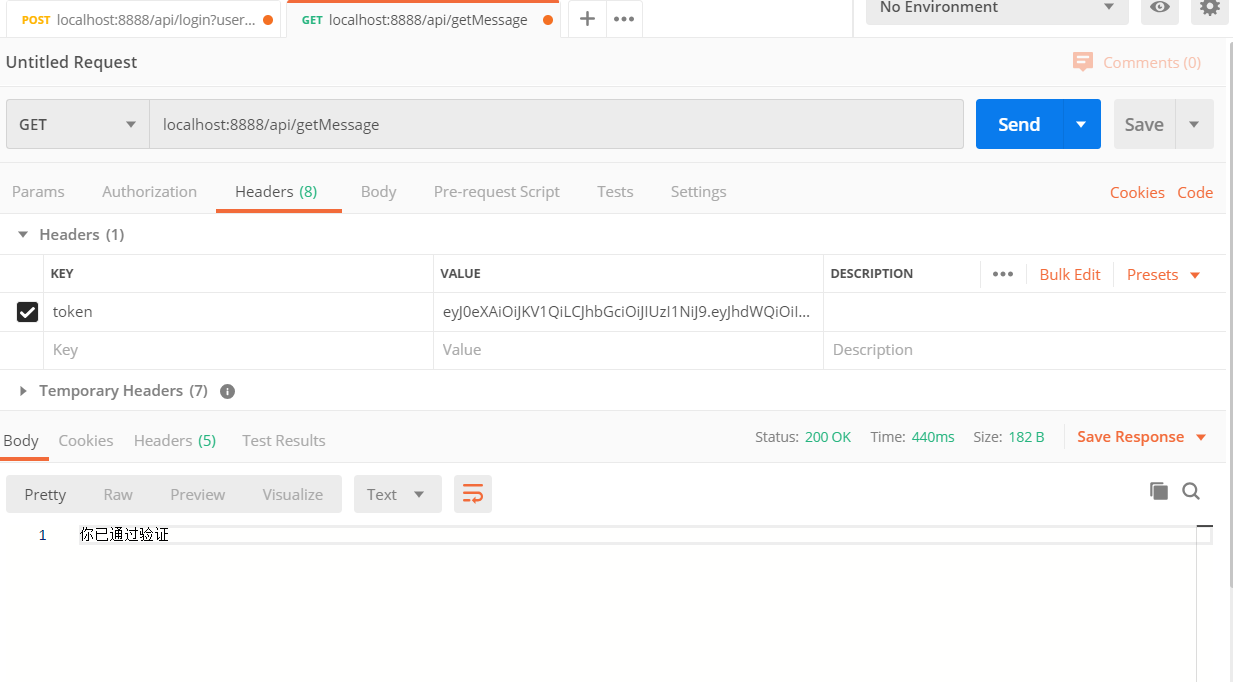 POST localhost:8888/api/login?user... GET localhost:8888/api/getMessage No Environment
Untitled Request Comments (0)
GET localhost:8888/api/getMessage Send Save
Params Authorization Headers (8) Body Pre-request Script Tests Settings Cookies Code
Headers (1)
KEY VALUE DESCRIPTION Bulk Edit Presets
token eyJ0eXAiOiJKV1QiLCJhbGciOiJIUzI1NiJ9.eyJhdWQiOiI...
Key Value Description
Temporary Headers (7)
Body Cookies Headers (5) Test Results Status: 200 OK Time: 440ms Size: 182 B Save Response
Pretty Raw Preview Visualize Text
1 你已通过验证